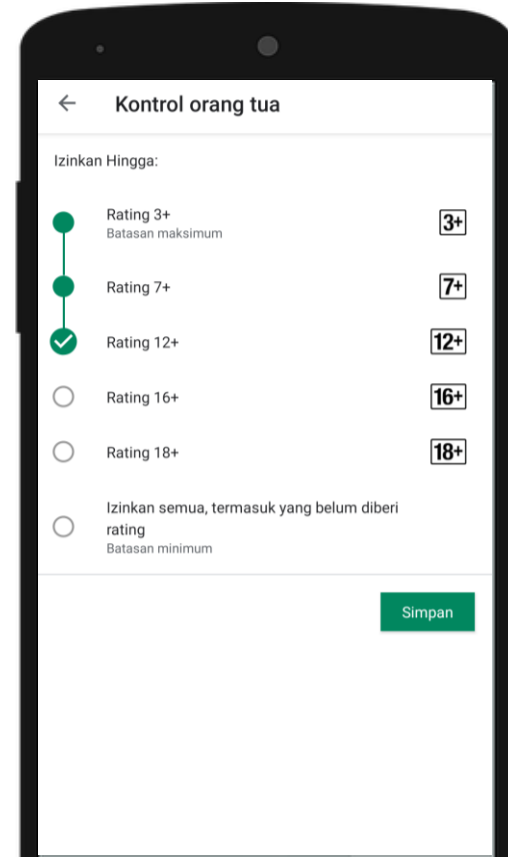 Kontrol orang tua
Izinkan Hingga:
Rating 3+
Batasan maksimum
3+
Rating 7+
7+
Rating 12+
12+
Rating 16+
16+
Rating 18+
18+
Izinkan semua, termasuk yang belum diberi
rating
Batasan minimum
Simpan